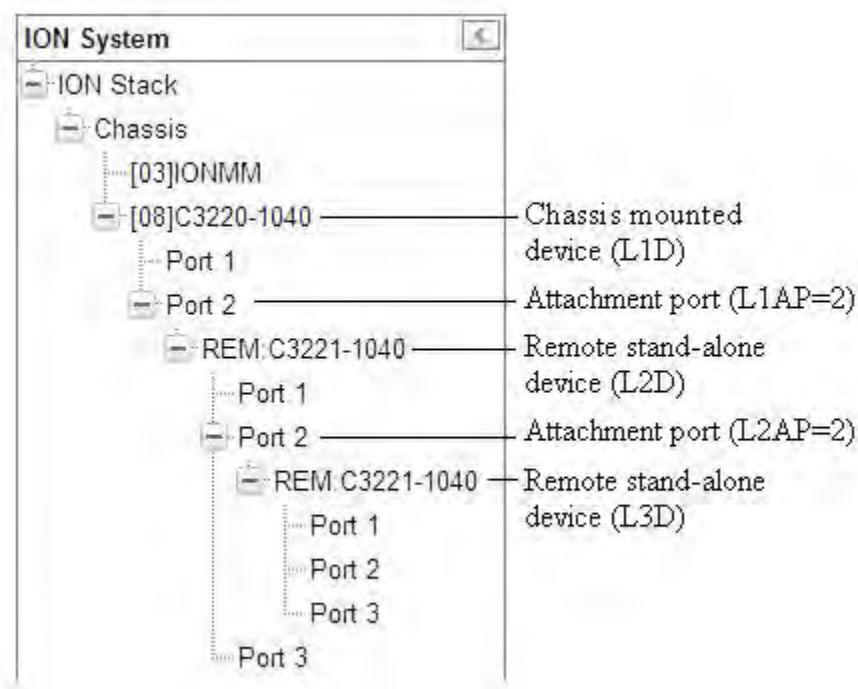 ION System
ION Stack
Chassis
[03]IONMM
[08]C3220-1040
Chassis mounted
device (L1D)
Port 1
Port 2
Attachment port (L1AP=2)
REM:C3221-1040
Remote stand-alone
device (L2D)
Port 1
Port 2
Attachment port (L2AP=2)
REM:C3221-1040
Remote stand-alone
device (L3D)
Port 1
Port 2
Port 3
Port 3